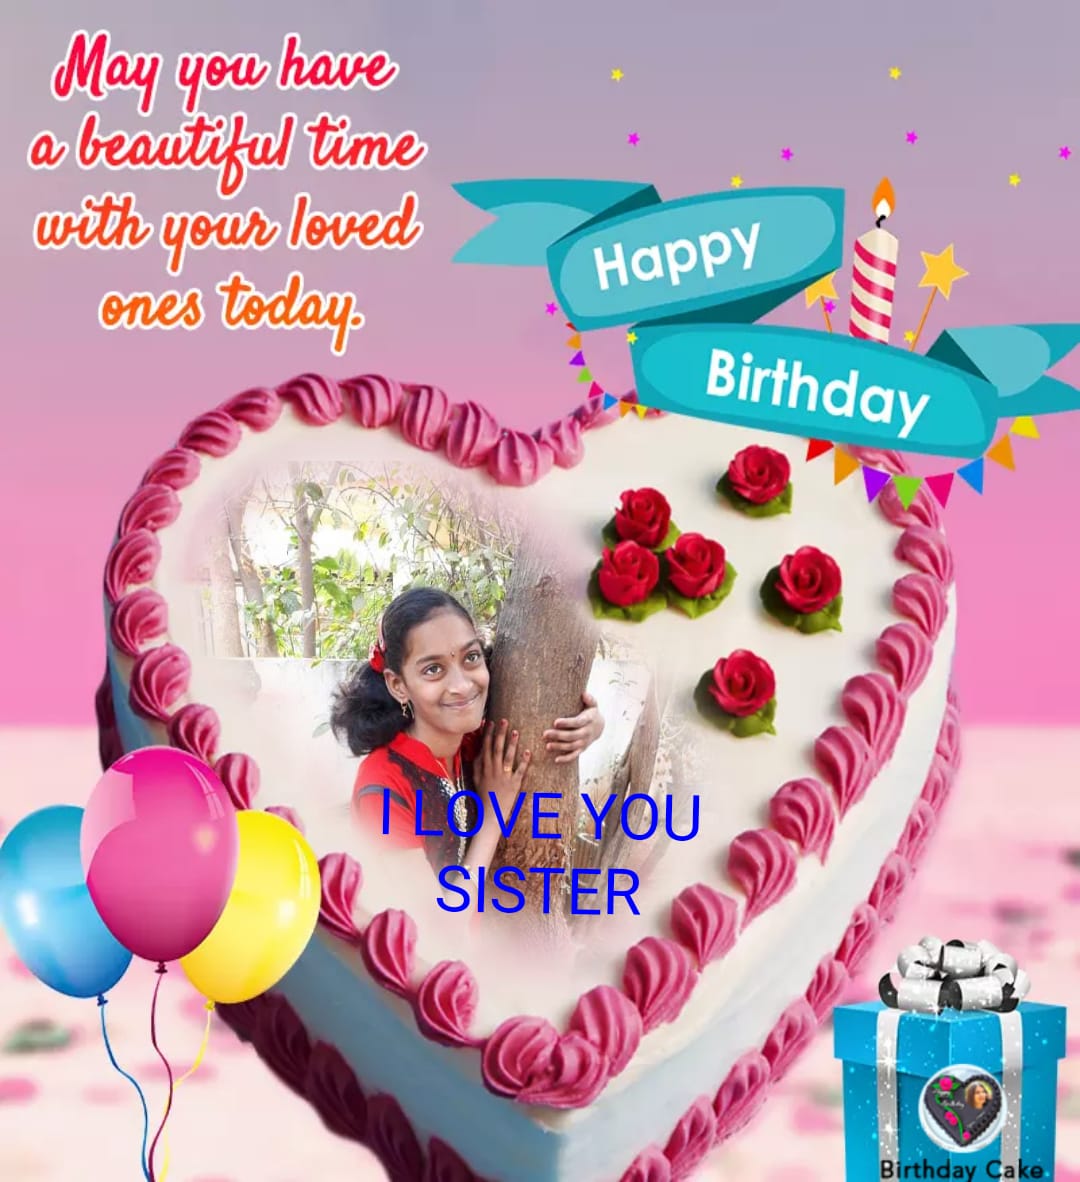 May you have
a beautiful time
with your loved
ones today.
Happy
Birthday
I LOVE YOU
SISTER
Birthday Cake